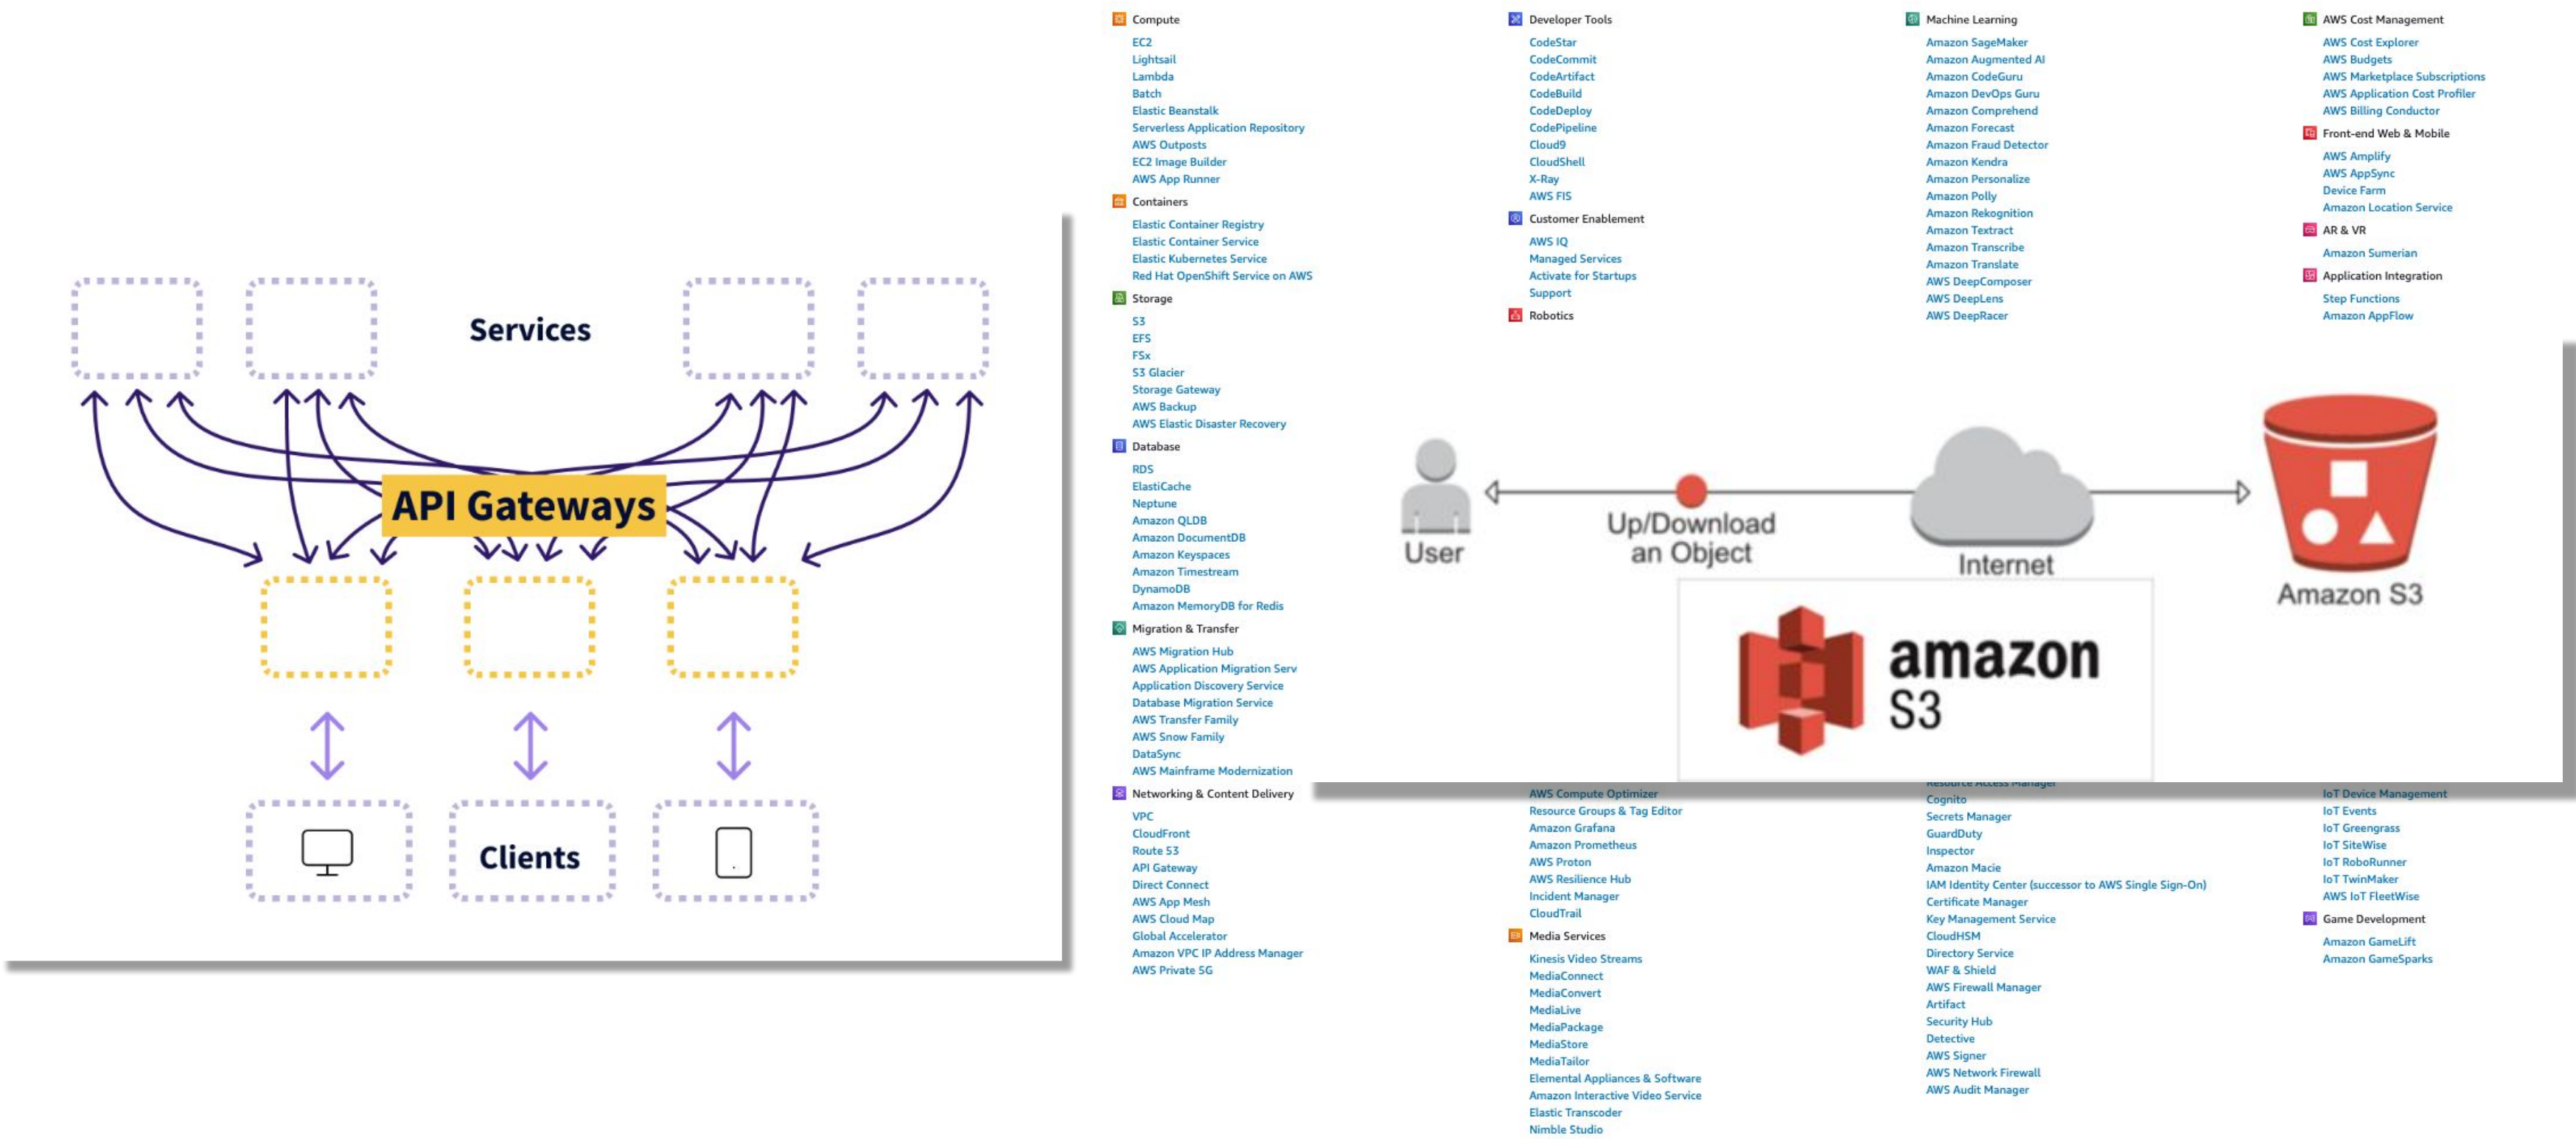 Services
API Gateways
Clients
Compute
EC2
Lightsail
Lambda
Batch
Elastic Beanstalk
Serverless Application Repository
AWS Outposts
EC2 Image Builder
AWS App Runner
Containers
Elastic Container Registry
Elastic Container Service
Elastic Kubernetes Service
Red Hat OpenShift Service on AWS
Storage
S3
EFS
FSx
S3 Glacier
Storage Gateway
AWS Backup
AWS Elastic Disaster Recovery
Database
RDS
ElastiCache
Neptune
Amazon QLDB
Amazon DocumentDB
Amazon Keyspaces
Amazon Timestream
DynamoDB
Amazon MemoryDB for Redis
Migration & Transfer
AWS Migration Hub
AWS Application Migration Serv
Application Discovery Service
Database Migration Service
AWS Transfer Family
AWS Snow Family
DataSync
AWS Mainframe Modernization
Networking & Content Delivery
VPC
CloudFront
Route 53
API Gateway
Direct Connect
AWS App Mesh
AWS Cloud Map
Global Accelerator
Amazon VPC IP Address Manager
AWS Private 5G
Developer Tools
CodeStar
CodeCommit
CodeArtifact
CodeBuild
CodeDeploy
CodePipeline
Cloud9
CloudShell
X-Ray
AWS FIS
Customer Enablement
AWS IQ
Managed Services
Activate for Startups
Support
Robotics
Machine Learning
Amazon SageMaker
Amazon Augmented AI
Amazon CodeGuru
Amazon DevOps Guru
Amazon Comprehend
Amazon Forecast
Amazon Fraud Detector
Amazon Kendra
Amazon Personalize
Amazon Polly
Amazon Rekognition
Amazon Textract
Amazon Transcribe
Amazon Translate
AWS DeepComposer
AWS DeepLens
AWS DeepRacer
AWS Cost Management
AWS Cost Explorer
AWS Budgets
AWS Marketplace Subscriptions
AWS Application Cost Profiler
AWS Billing Conductor
Front-end Web & Mobile
AWS Amplify
AWS AppSync
Device Farm
Amazon Location Service
AR & VR
Amazon Sumerian
Application Integration
Step Functions
Amazon AppFlow
User
Up/Download
an Object
Internet
Amazon S3
amazon
S3
AWS Compute Optimizer
Resource Groups & Tag Editor
Amazon Grafana
Amazon Prometheus
AWS Proton
AWS Resilience Hub
Incident Manager
CloudTrail
Media Services
Kinesis Video Streams
MediaConnect
MediaConvert
MediaLive
MediaPackage
MediaStore
MediaTailor
Elemental Appliances & Software
Amazon Interactive Video Service
Elastic Transcoder
Nimble Studio
Resource Access Manager
Cognito
Secrets Manager
GuardDuty
Inspector
Amazon Macie
IAM Identity Center (successor to AWS Single Sign-On)
Certificate Manager
Key Management Service
CloudHSM
Directory Service
WAF & Shield
AWS Firewall Manager
Artifact
Security Hub
Detective
AWS Signer
AWS Network Firewall
AWS Audit Manager
IoT Device Management
IoT Events
IoT Greengrass
IoT SiteWise
IoT RoboRunner
IoT TwinMaker
AWS IoT FleetWise
Game Development
Amazon GameLift
Amazon GameSparks